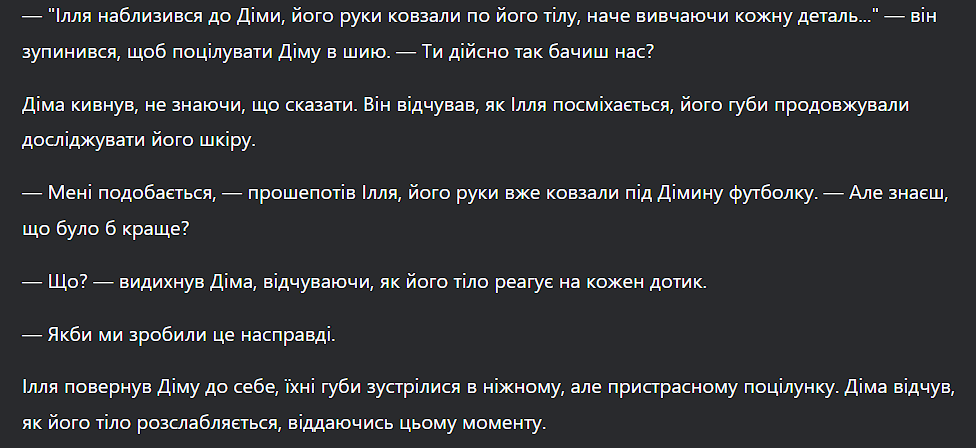 — "Ілля наблизився до Діми, його руки ковзали по його тілу, наче вивчаючи кожну деталь..." — він
зупинився, щоб поцілувати Діму в шию. — Ти дійсно так бачиш нас?
Діма кивнув, не знаючи, що сказати. Він відчував, як Ілля посміхається, його губи продовжували
досліджувати його шкіру.
— Мені подобається, — прошепотів Ілля, його руки вже ковзали під Дімину футболку. — Але знаєш,
що було б краще?
— Що? — видихнув Діма, відчуваючи, як його тіло реагує на кожен дотик.
— Якби ми зробили це насправді.
Ілля повернув Діму до себе, їхні губи зустрілися в ніжному, але пристрасному поцілунку. Діма відчув,
як його тіло розслабляється, віддаючись цьому моменту.